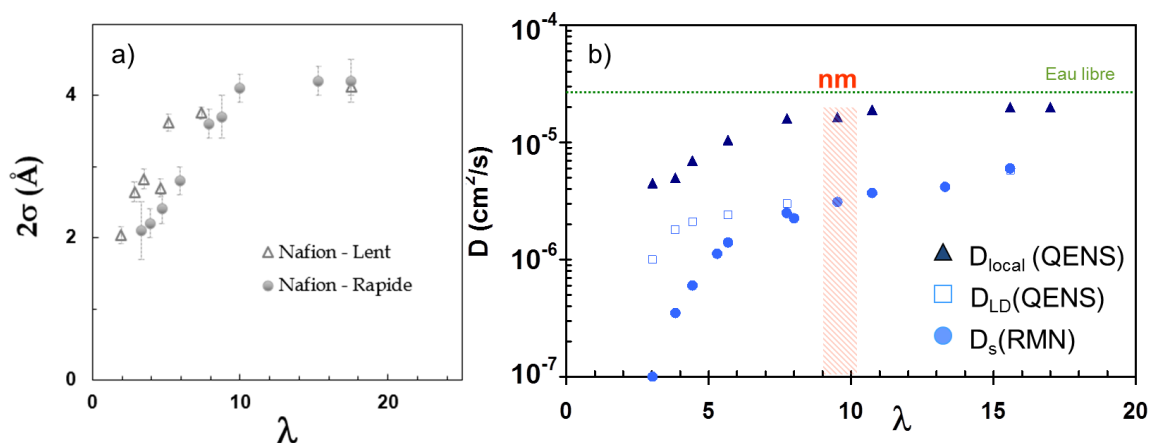 a)
2σ (Å)
4
2
0
0
10
20
λ
Nafion - Lent
Nafion - Rapide
b)
D (cm²/s)
10⁻⁴
10⁻⁵
10⁻⁶
10⁻⁷
0
5
10
15
20
λ
Eau libre
nm
D_local (QENS)
D_LD(QENS)
D_s(RMN)